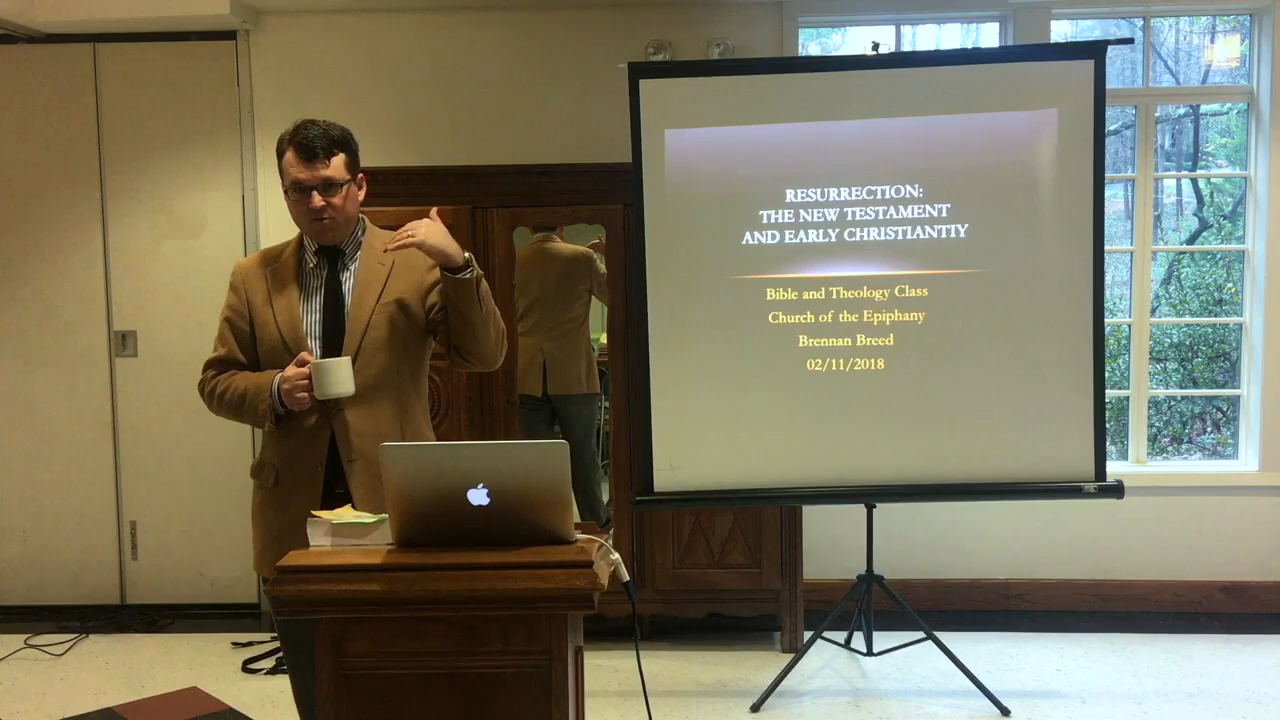 RESURRECTION:
THE NEW TESTAMENT
AND EARLY CHRISTIANTIY
Bible and Theology Class
Church of the Epiphany
Brennan Breed
02/11/2018